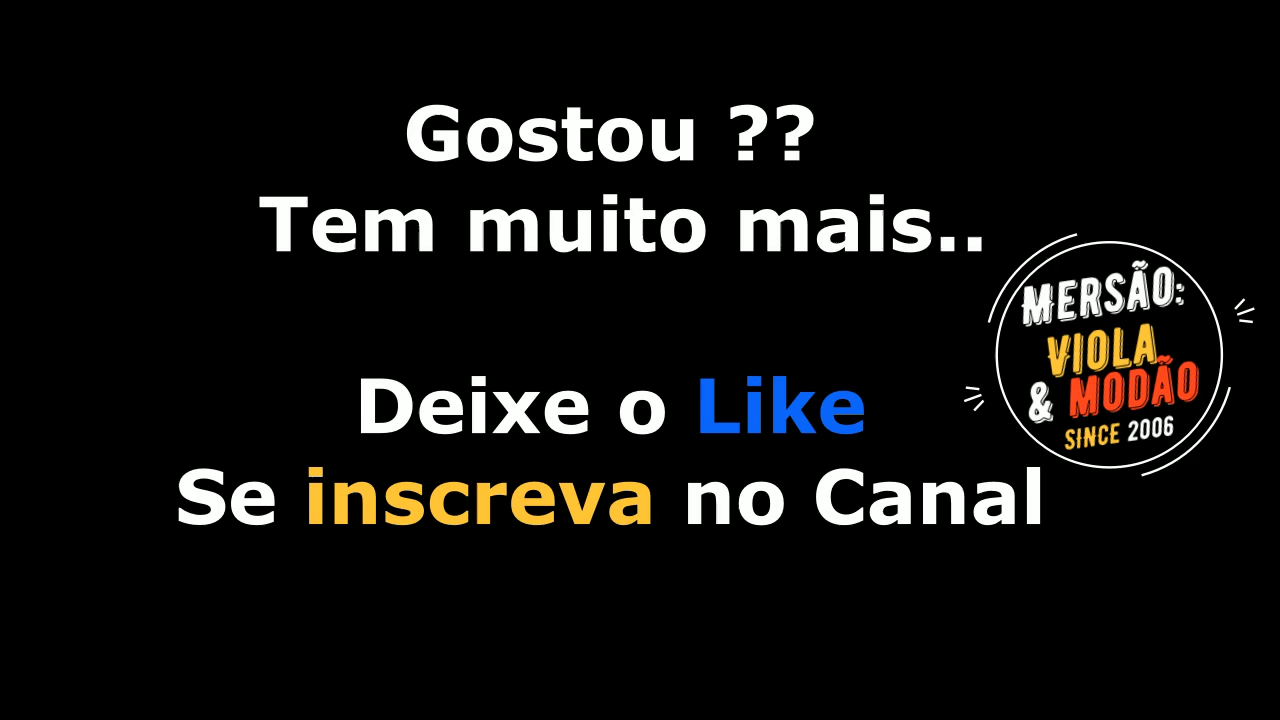 Gostou ??
Tem muito mais..
Deixe o Like
Se inscreva no Canal
MERSÃO:
VIOLA
& MODÃO
SINCE 2006